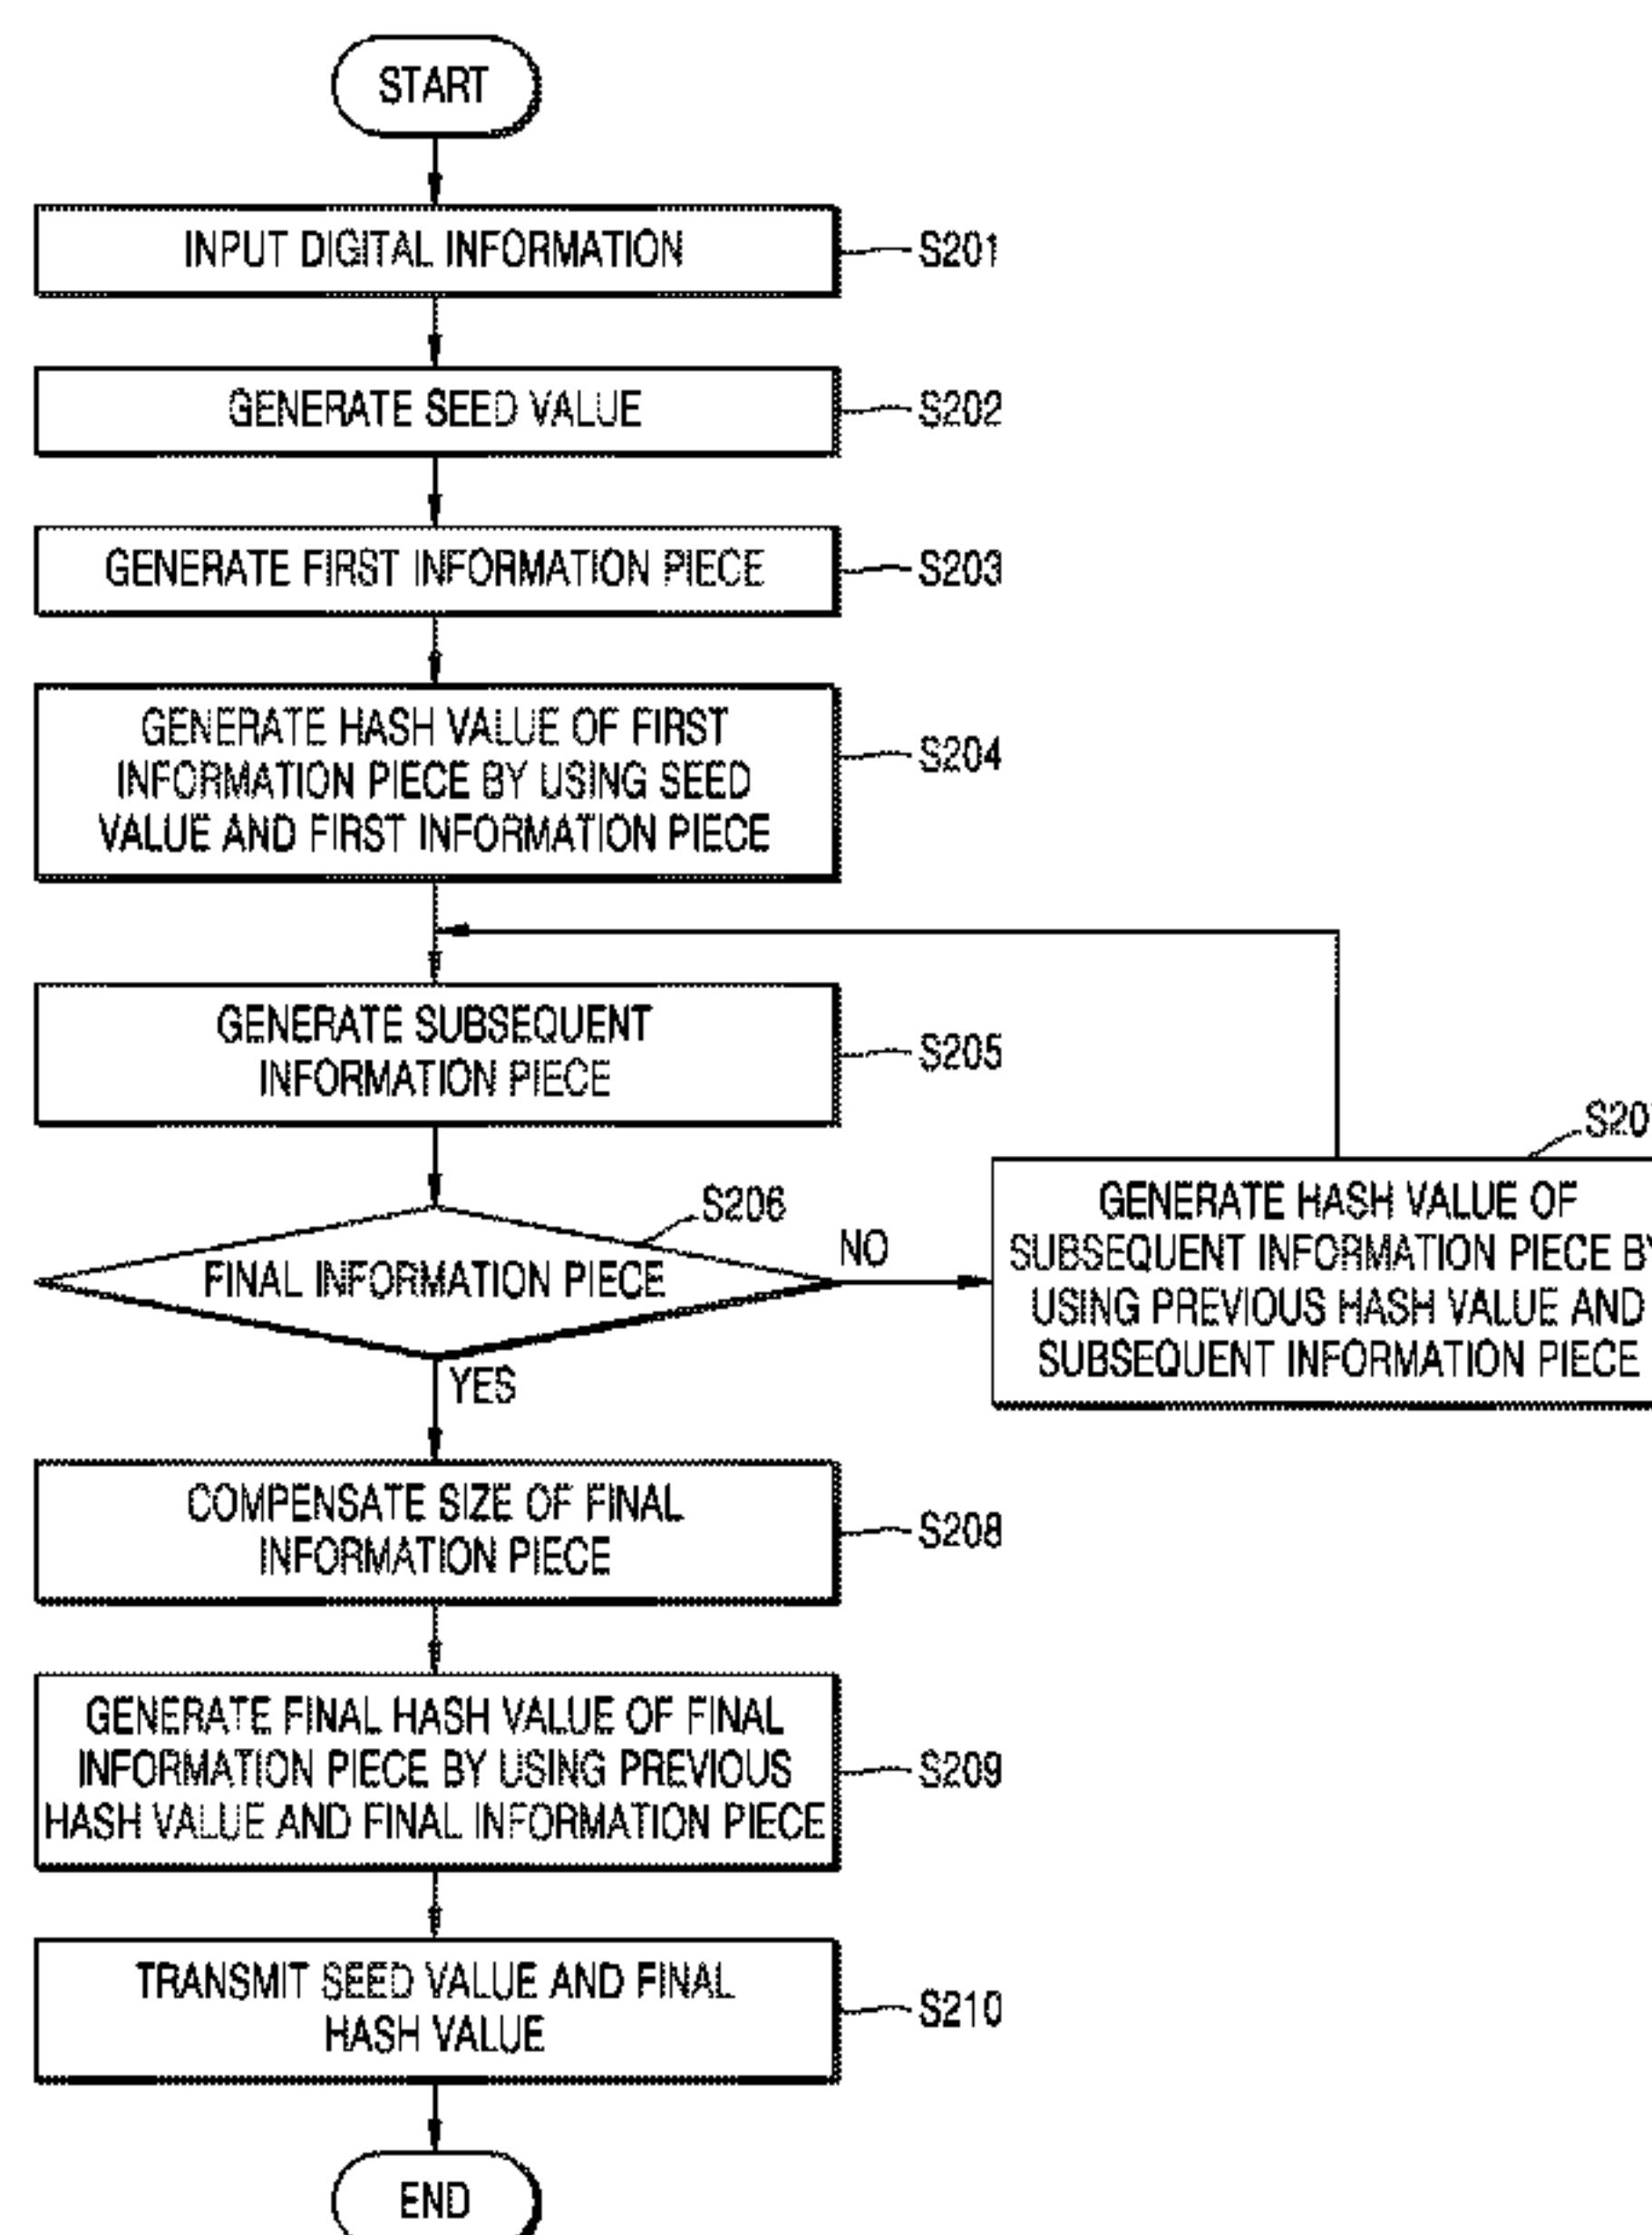 START
INPUT DIGITAL INFORMATION
S201
GENERATE SEED VALUE
S202
GENERATE FIRST INFORMATION PIECE
S203
GENERATE HASH VALUE OF FIRST
INFORMATION PIECE BY USING SEED
VALUE AND FIRST INFORMATION PIECE
S204
GENERATE SUBSEQUENT
INFORMATION PIECE
S205
S206
FINAL INFORMATION PIECE
NO
YES
S20
GENERATE HASH VALUE OF
SUBSEQUENT INFORMATION PIECE BY
USING PREVIOUS HASH VALUE AND
SUBSEQUENT INFORMATION PIECE
COMPENSATE SIZE OF FINAL
INFORMATION PIECE
S208
GENERATE FINAL HASH VALUE OF FINAL
INFORMATION PIECE BY USING PREVIOUS
HASH VALUE AND FINAL INFORMATION PIECE
S209
TRANSMIT SEED VALUE AND FINAL
HASH VALUE
S210
END